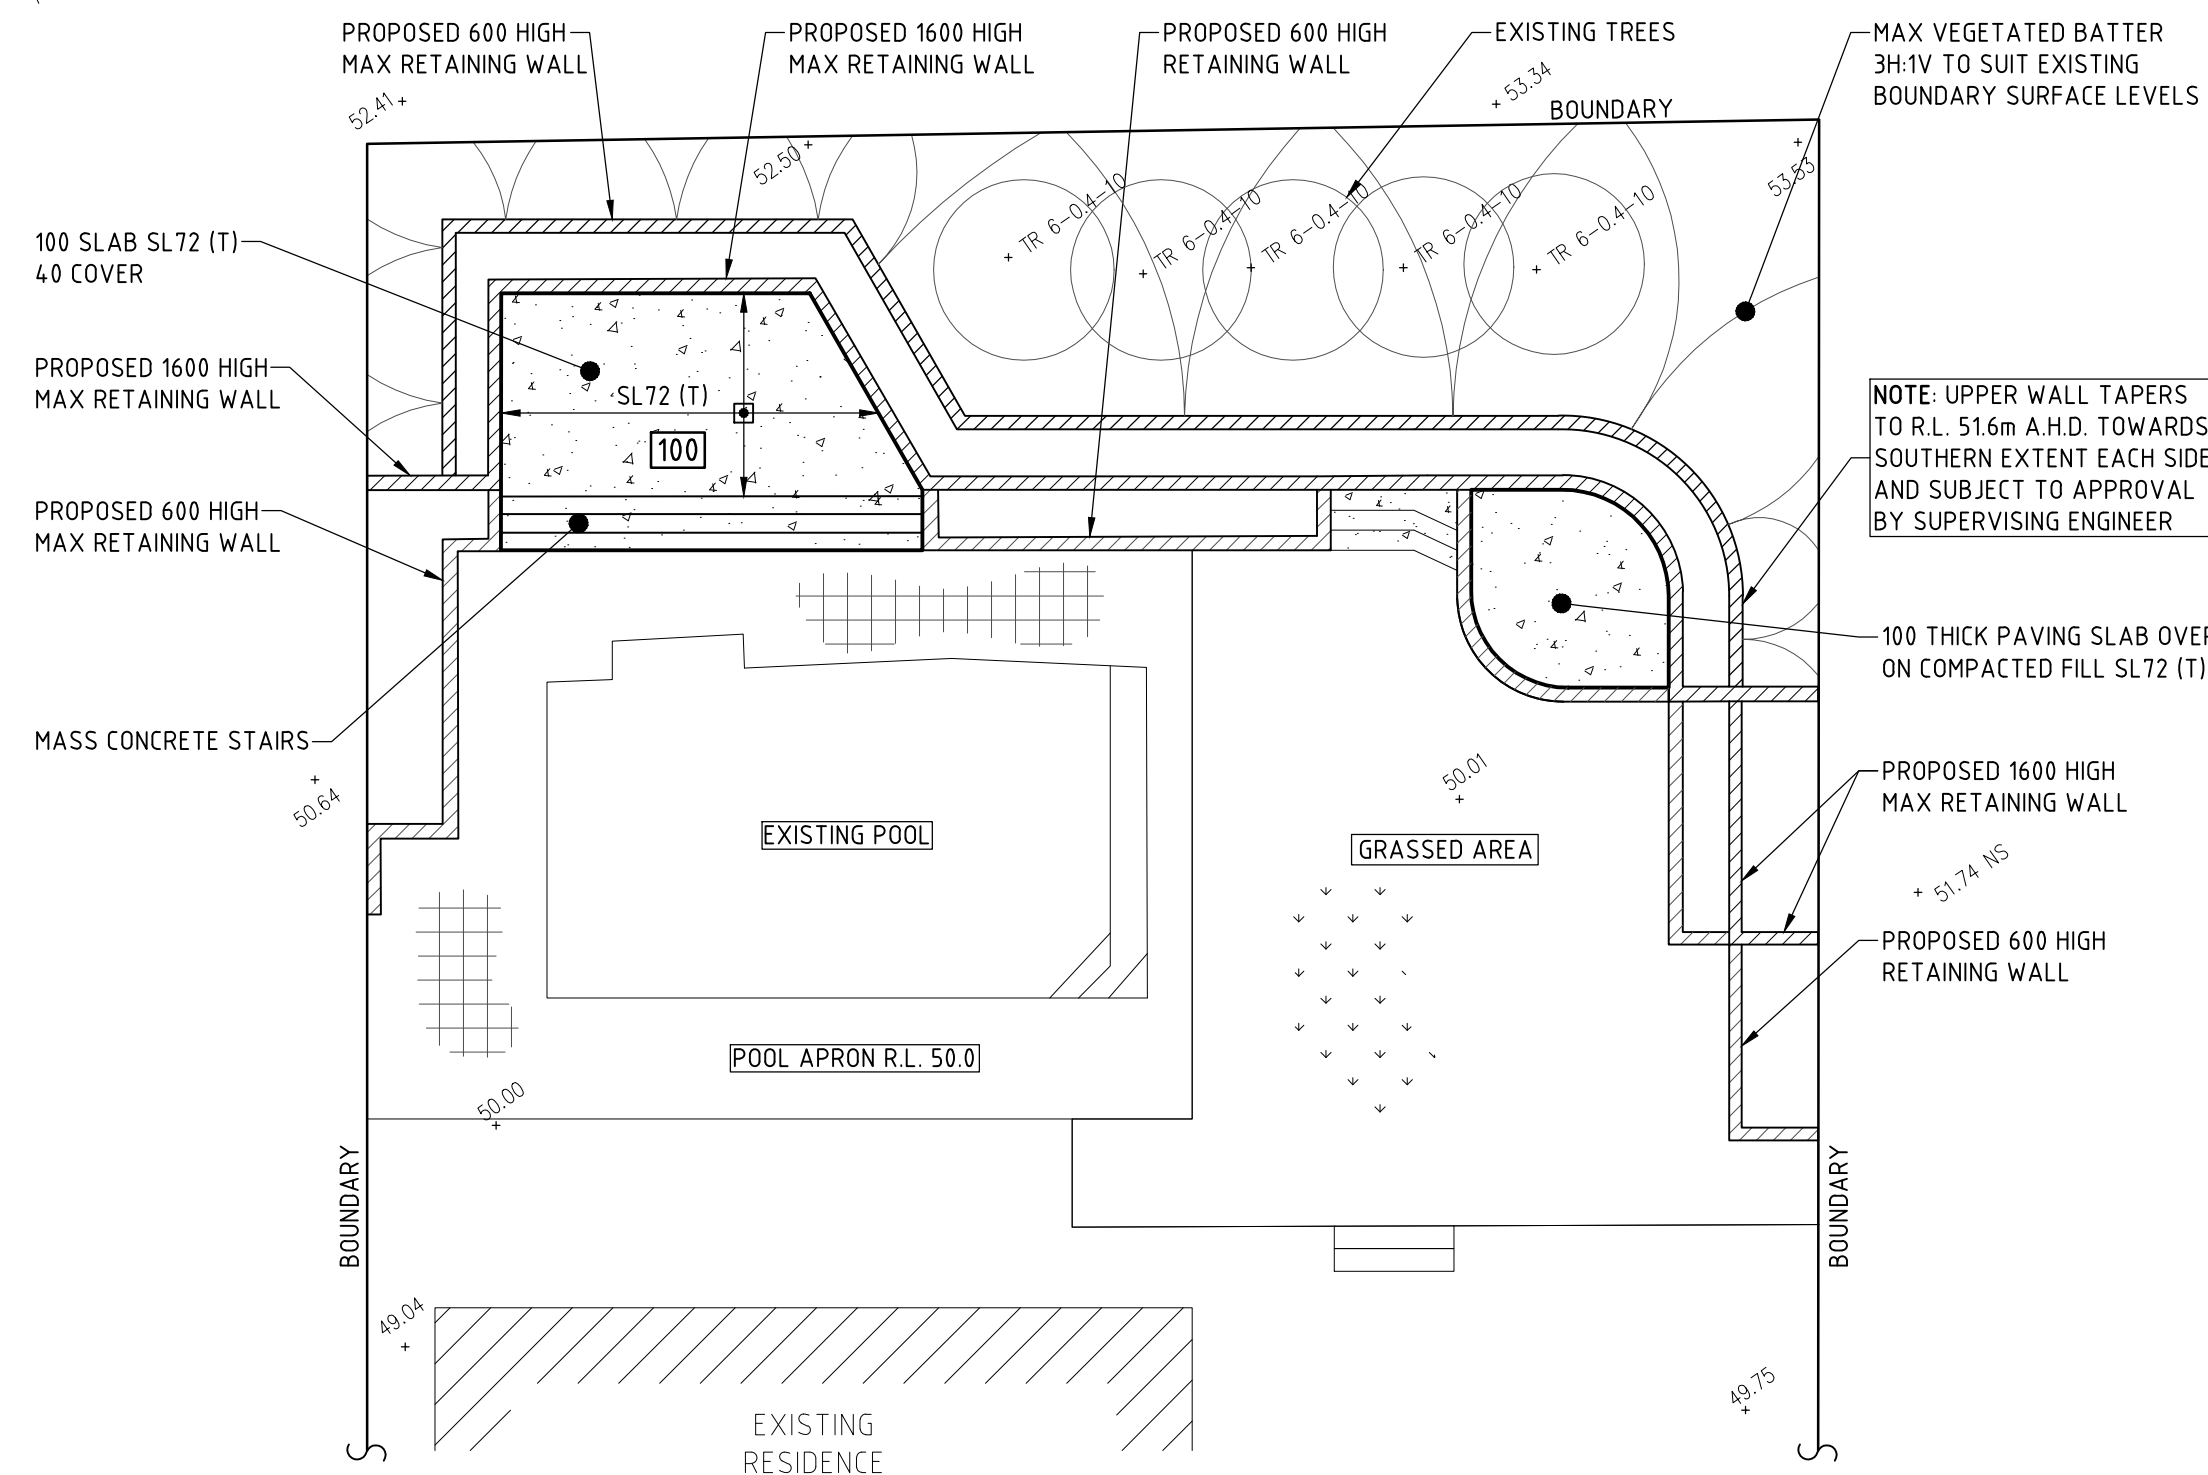 PROPOSED 600 HIGH
MAX RETAINING WALL
PROPOSED 1600 HIGH
MAX RETAINING WALL
PROPOSED 600 HIGH
RETAINING WALL
EXISTING TREES
MAX VEGETATED BATTER
3H:1V TO SUIT EXISTING
BOUNDARY SURFACE LEVELS
52.41
53.34
BOUNDARY
52.50
53.53
TR 6-0.4-10
TR 6-0.4-10
TR 6-0.4-10
TR 6-0.4-10
TR 6-0.4-10
100 SLAB SL72 (T)
40 COVER
PROPOSED 1600 HIGH
MAX RETAINING WALL
SL72 (T)
100
NOTE: UPPER WALL TAPERS
TO R.L. 51.6m A.H.D. TOWARDS
SOUTHERN EXTENT EACH SIDE
AND SUBJECT TO APPROVAL
BY SUPERVISING ENGINEER
PROPOSED 600 HIGH
MAX RETAINING WALL
100 THICK PAVING SLAB OVER
ON COMPACTED FILL SL72 (T)
MASS CONCRETE STAIRS
50.64
50.01
PROPOSED 1600 HIGH
MAX RETAINING WALL
EXISTING POOL
GRASSED AREA
51.74 NS
PROPOSED 600 HIGH
RETAINING WALL
POOL APRON R.L. 50.0
50.00
BOUNDARY
BOUNDARY
49.04
49.75
EXISTING
RESIDENCE